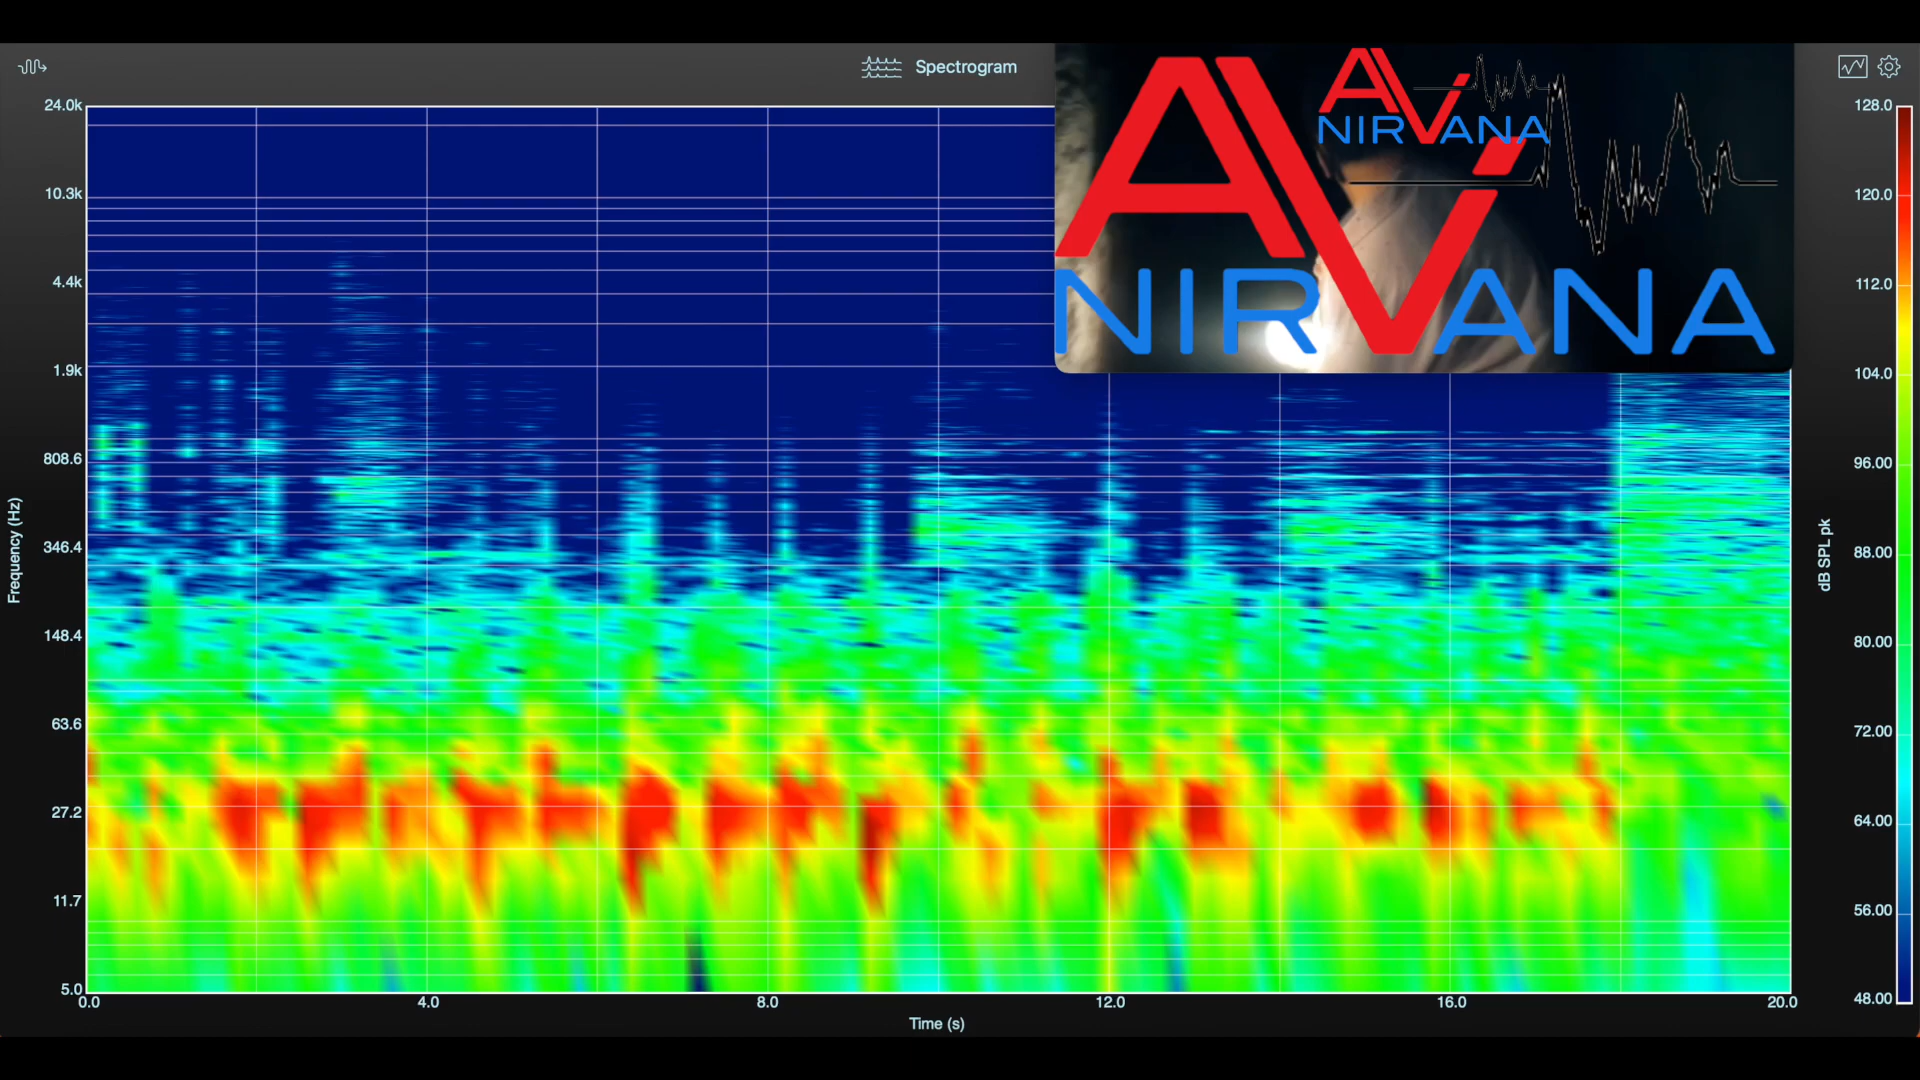 Spectrogram
24.0k
10.3k
4.4k
1.9k
808.6
346.4
148.4
63.6
27.2
11.7
5.0
Frequency (Hz)
0.0 4.0 8.0 12.0 16.0 20.0
Time (s)
AV
NIRVANA
AV
NIRVANA
128.0
120.0
112.0
104.0
96.00
88.00
80.00
72.00
64.00
56.00
48.00
dB SPL pk